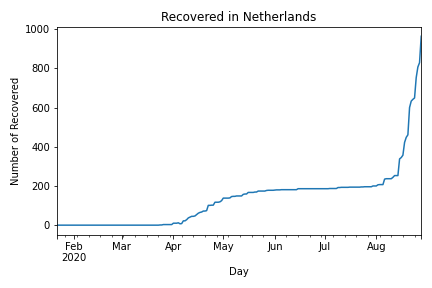 Recovered in Netherlands
Number of Recovered
1000
800
600
400
200
0
Feb Mar Apr May Jun Jul Aug
2020
Day